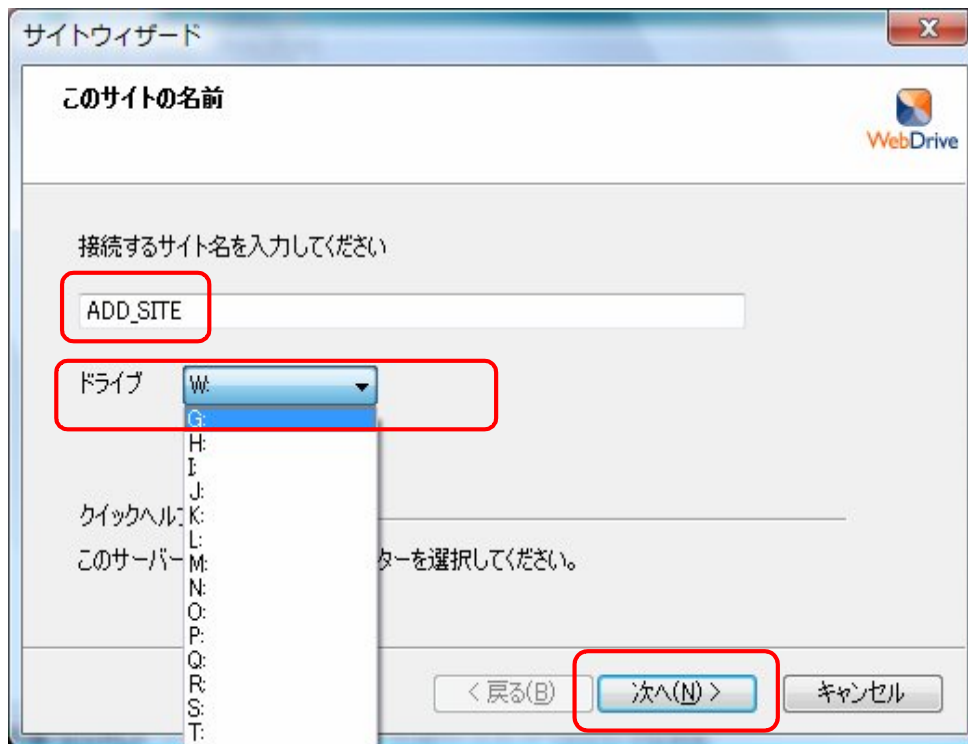 サイトウィザード
このサイトの名前
WebDrive
接続するサイト名を入力してください
ADD_SITE
ドライブ W:
G:
H:
I:
J:
クイックヘル K:
L:
このサーバー M: ターを選択してください。
N:
O:
P:
Q:
R:
S:
T:
< 戻る(B) 次へ(N) > キャンセル